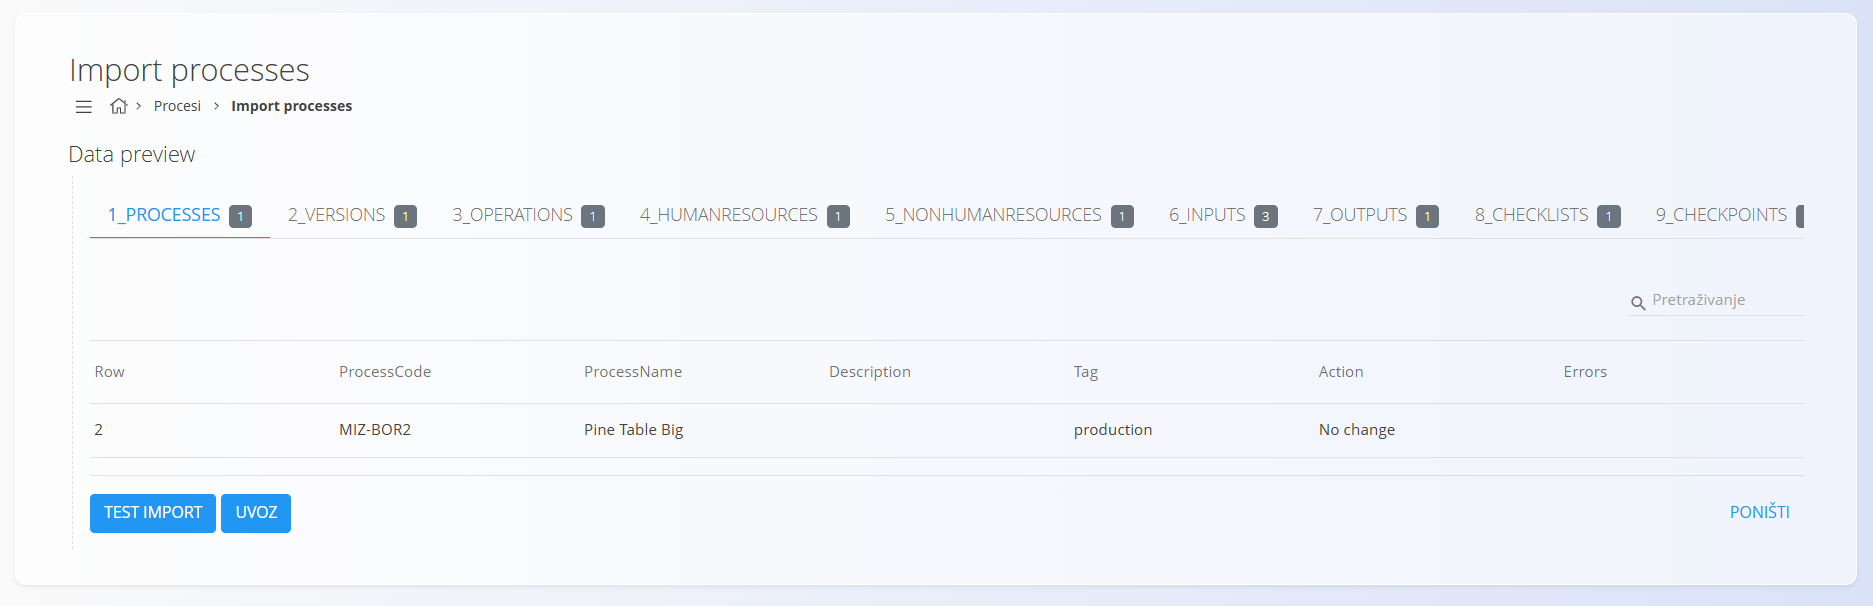 Import processes
Procesi Import processes
Data preview
1_PROCESSES 1 2_VERSIONS 1 3_OPERATIONS 1 4_HUMANRESOURCES 1 5_NONHUMANRESOURCES 1 6_INPUTS 3 7_OUTPUTS 1 8_CHECKLISTS 1 9_CHECKPOINTS
Pretraživanje
Row ProcessCode ProcessName Description Tag Action Errors
2 MIZ-BOR2 Pine Table Big production No change
TEST IMPORT UVOZ PONIŠTI